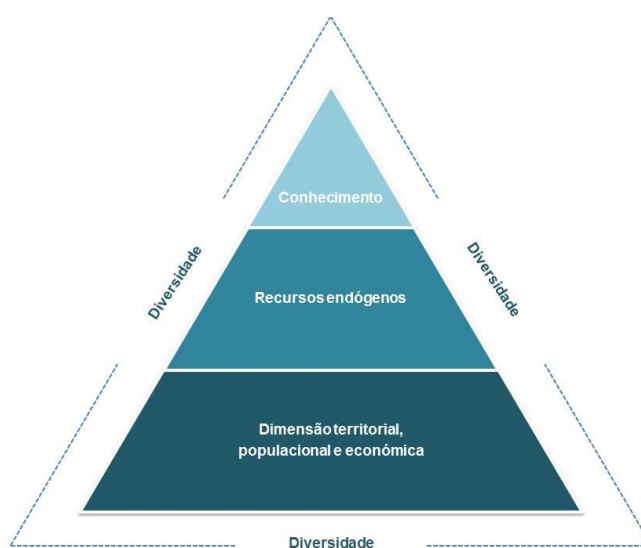 Conhecimento
Diversidade
Diversidade
Recursos endógenos
Dimensão territorial,
populacional e económica
Diversidade